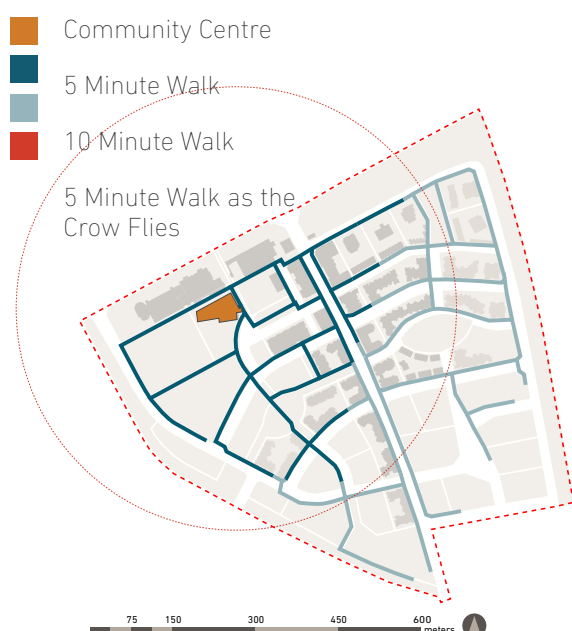 Community Centre
5 Minute Walk
10 Minute Walk
5 Minute Walk as the
Crow Flies
75 150 300 450 600
meters